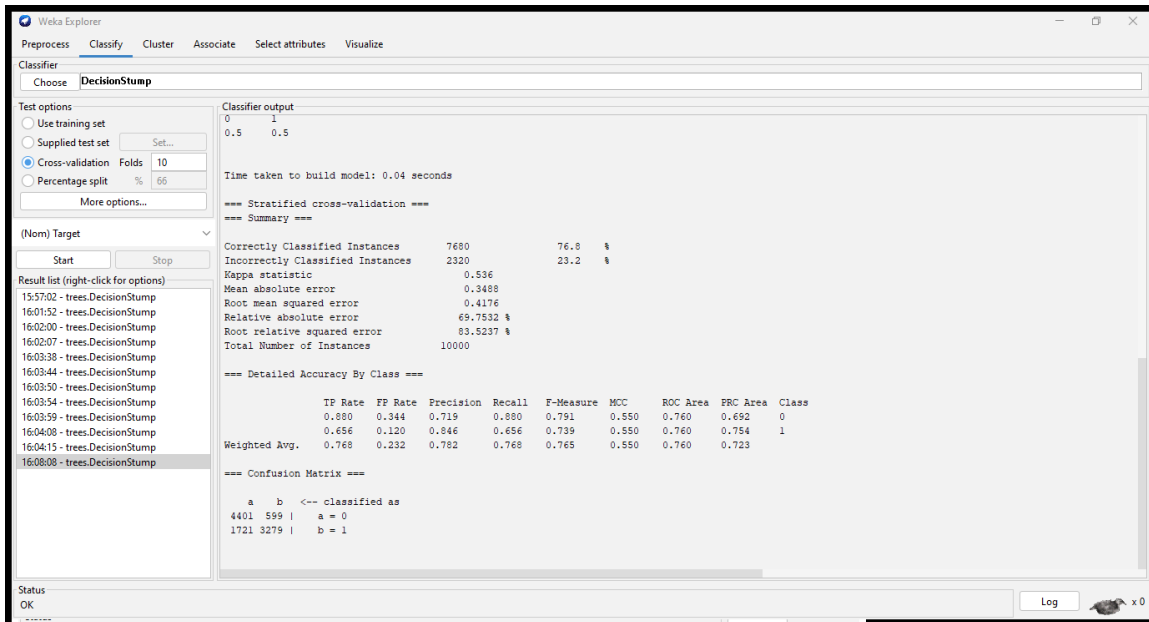 Weka Explorer
Preprocess Classify Cluster Associate Select attributes Visualize
Classifier
Choose DecisionStump
Test options
Use training set
Supplied test set Set...
Cross-validation Folds 10
Percentage split % 66
More options...
(Nom) Target
Start Stop
Result list (right-click for options)
15:57:02 - trees.DecisionStump
16:01:52 - trees.DecisionStump
16:02:00 - trees.DecisionStump
16:02:07 - trees.DecisionStump
16:03:38 - trees.DecisionStump
16:03:44 - trees.DecisionStump
16:03:50 - trees.DecisionStump
16:03:54 - trees.DecisionStump
16:03:59 - trees.DecisionStump
16:04:08 - trees.DecisionStump
16:04:15 - trees.DecisionStump
16:08:08 - trees.DecisionStump
Classifier output
0 1
0.5 0.5
Time taken to build model: 0.04 seconds
=== Stratified cross-validation ===
=== Summary ===
Correctly Classified Instances 7680 76.8 %
Incorrectly Classified Instances 2320 23.2 %
Kappa statistic 0.536
Mean absolute error 0.3488
Root mean squared error 0.4176
Relative absolute error 69.7532 %
Root relative squared error 83.5237 %
Total Number of Instances 10000
=== Detailed Accuracy By Class ===
TP Rate FP Rate Precision Recall F-Measure MCC ROC Area PRC Area Class
0.880 0.344 0.719 0.880 0.791 0.550 0.760 0.692 0
0.656 0.120 0.846 0.656 0.739 0.550 0.760 0.754 1
Weighted Avg. 0.768 0.232 0.782 0.768 0.765 0.550 0.760 0.723
=== Confusion Matrix ===
a b <-- classified as
4401 599 | a = 0
1721 3279 | b = 1
Status
OK
Log x 0